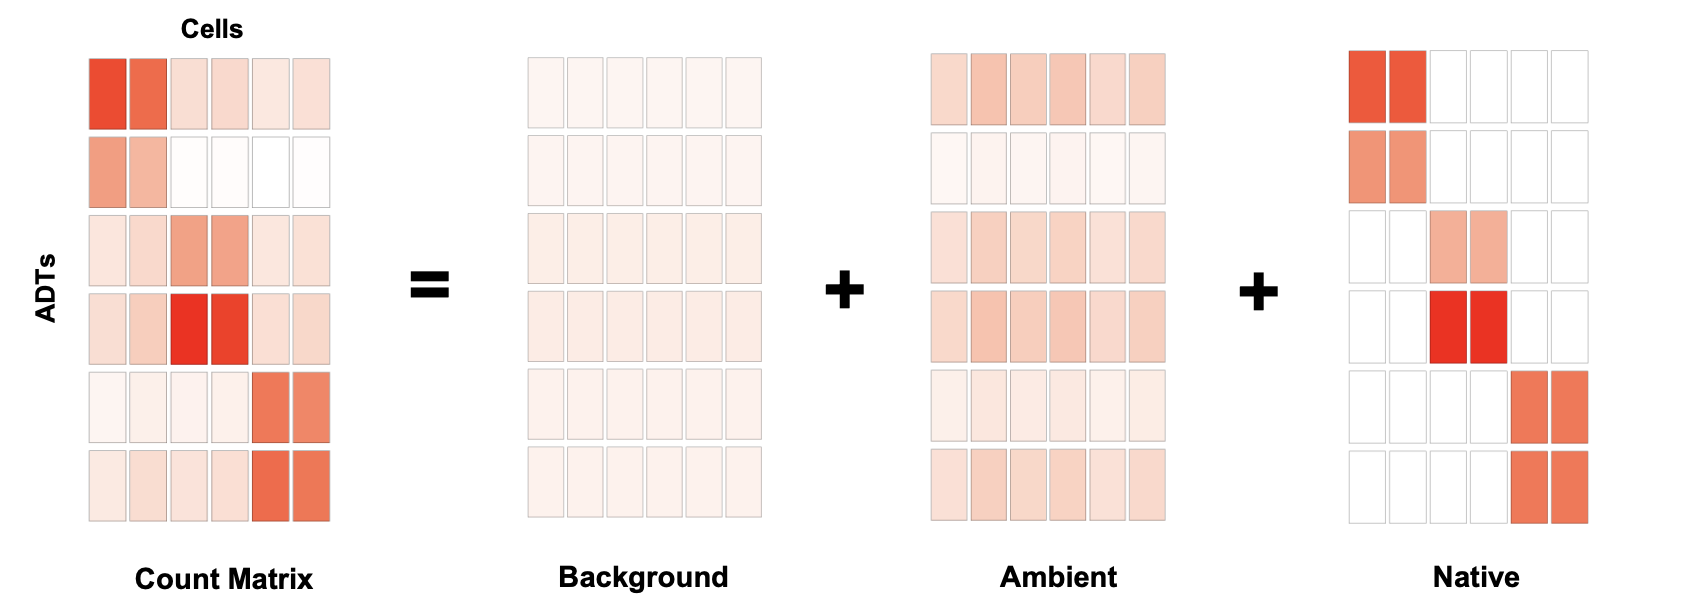 Cells
ADTs
=
+
+
Count Matrix
Background
Ambient
Native